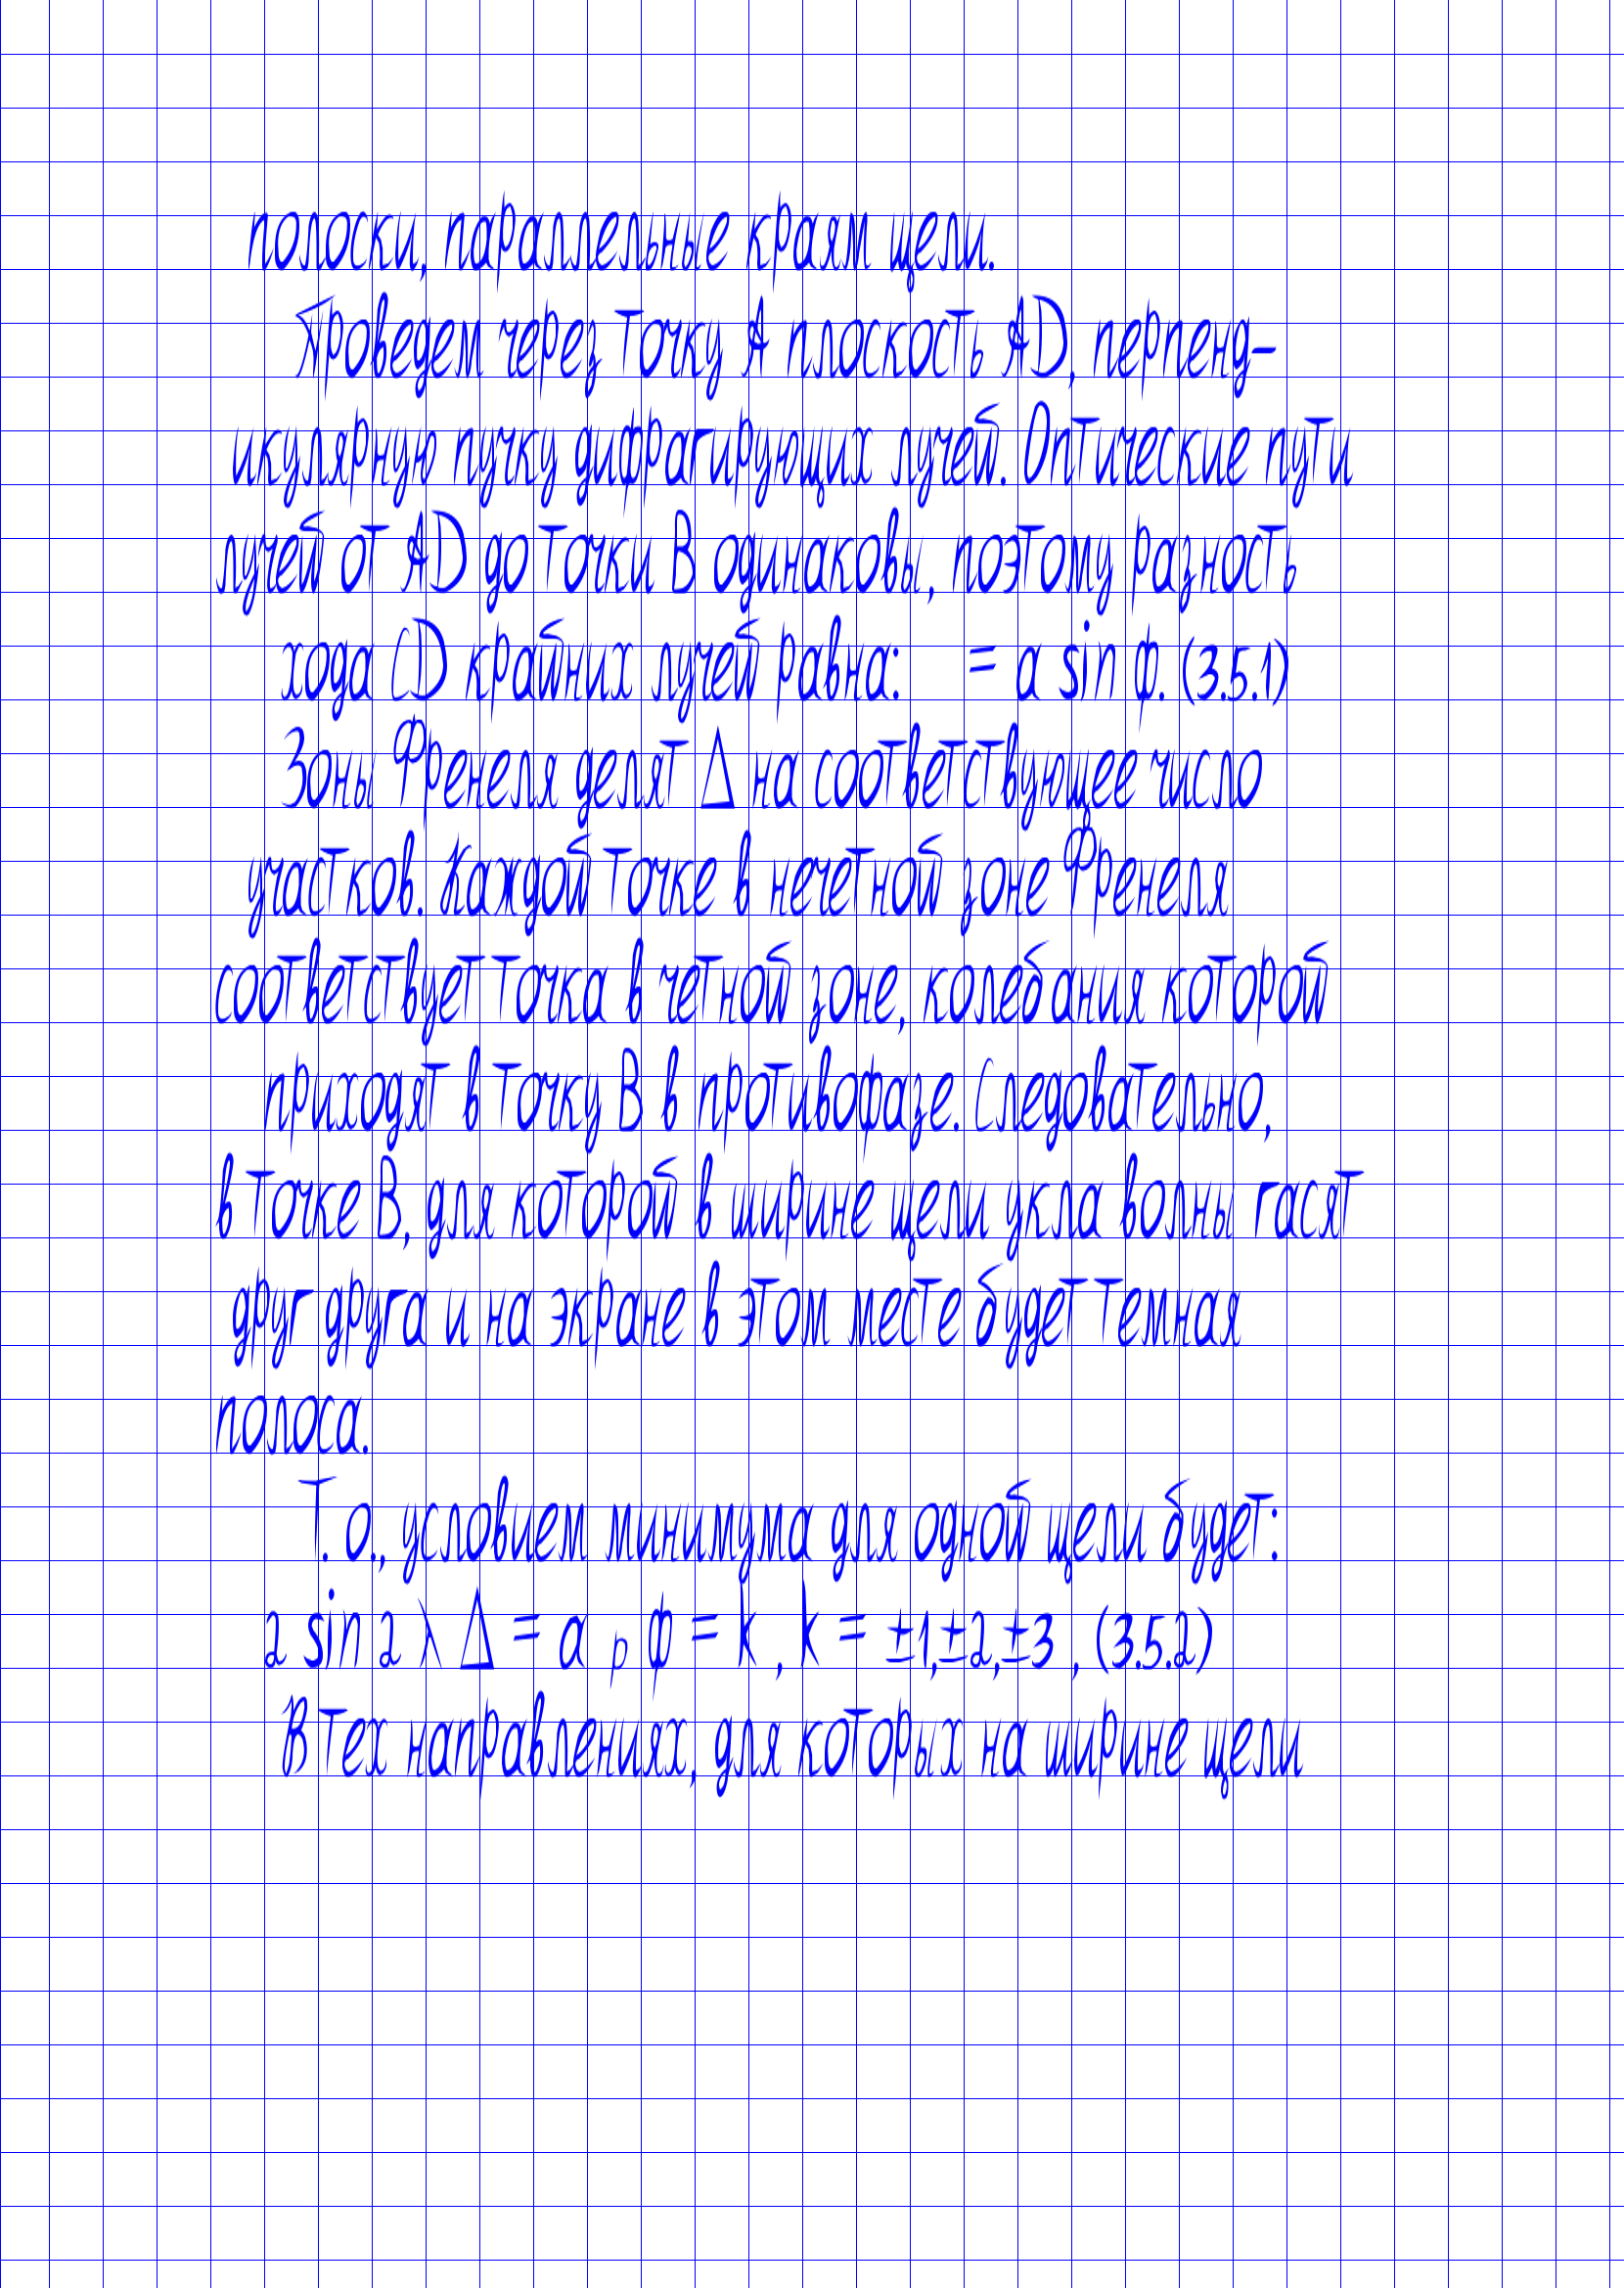 полоски, параллельные краям щели.
Проведем через точку А плоскость AD, перпенд-
икулярную пучку дифрагирующих лучей. Оптические пути
лучей от AD до точки В одинаковы, поэтому разность
хода CD крайних лучей равна: = a sin ф. (3.5.1)
Зоны Френеля делят Δ на соответствующее число
участков. Каждой точке в нечетной зоне Френеля
соответствует точка в четной зоне, колебания которой
приходят в точку В в противофазе. Следовательно,
в точке В, для которой в ширине щели укла волны гасят
друг друга и на экране в этом месте будет темная
полоса.
Т. о., условием минимума для одной щели будет:
2 sin 2 λ Δ = a р ф = k , k = ±1,±2,±3 , (3.5.2)
В тех направлениях, для которых на ширине щели